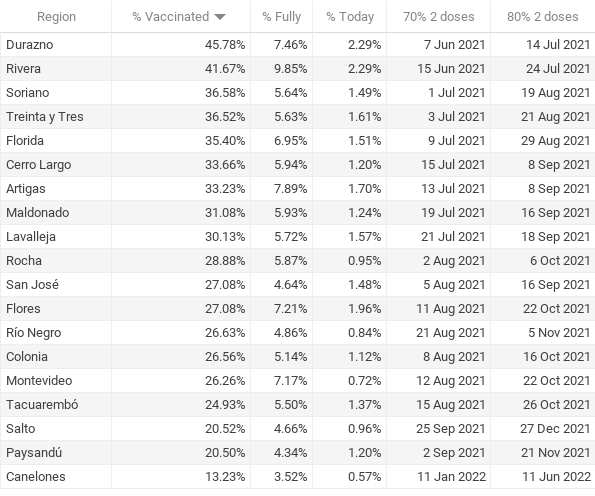 Region % Vaccinated % Fully % Today 70% 2 doses 80% 2 doses
Durazno 45.78% 7.46% 2.29% 7 Jun 2021 14 Jul 2021
Rivera 41.67% 9.85% 2.29% 15 Jun 2021 24 Jul 2021
Soriano 36.58% 5.64% 1.49% 1 Jul 2021 19 Aug 2021
Treinta y Tres 36.52% 5.63% 1.61% 3 Jul 2021 21 Aug 2021
Florida 35.40% 6.95% 1.51% 9 Jul 2021 29 Aug 2021
Cerro Largo 33.66% 5.94% 1.20% 15 Jul 2021 8 Sep 2021
Artigas 33.23% 7.89% 1.70% 13 Jul 2021 8 Sep 2021
Maldonado 31.08% 5.93% 1.24% 19 Jul 2021 16 Sep 2021
Lavalleja 30.13% 5.72% 1.57% 21 Jul 2021 18 Sep 2021
Rocha 28.88% 5.87% 0.95% 2 Aug 2021 6 Oct 2021
San José 27.08% 4.64% 1.48% 5 Aug 2021 16 Sep 2021
Flores 27.08% 7.21% 1.96% 11 Aug 2021 22 Oct 2021
Río Negro 26.63% 4.86% 0.84% 21 Aug 2021 5 Nov 2021
Colonia 26.56% 5.14% 1.12% 8 Aug 2021 16 Oct 2021
Montevideo 26.26% 7.17% 0.72% 12 Aug 2021 22 Oct 2021
Tacuarembó 24.93% 5.50% 1.37% 15 Aug 2021 26 Oct 2021
Salto 20.52% 4.66% 0.96% 25 Sep 2021 27 Dec 2021
Paysandú 20.50% 4.34% 1.20% 2 Sep 2021 21 Nov 2021
Canelones 13.23% 3.52% 0.57% 11 Jan 2022 11 Jun 2022